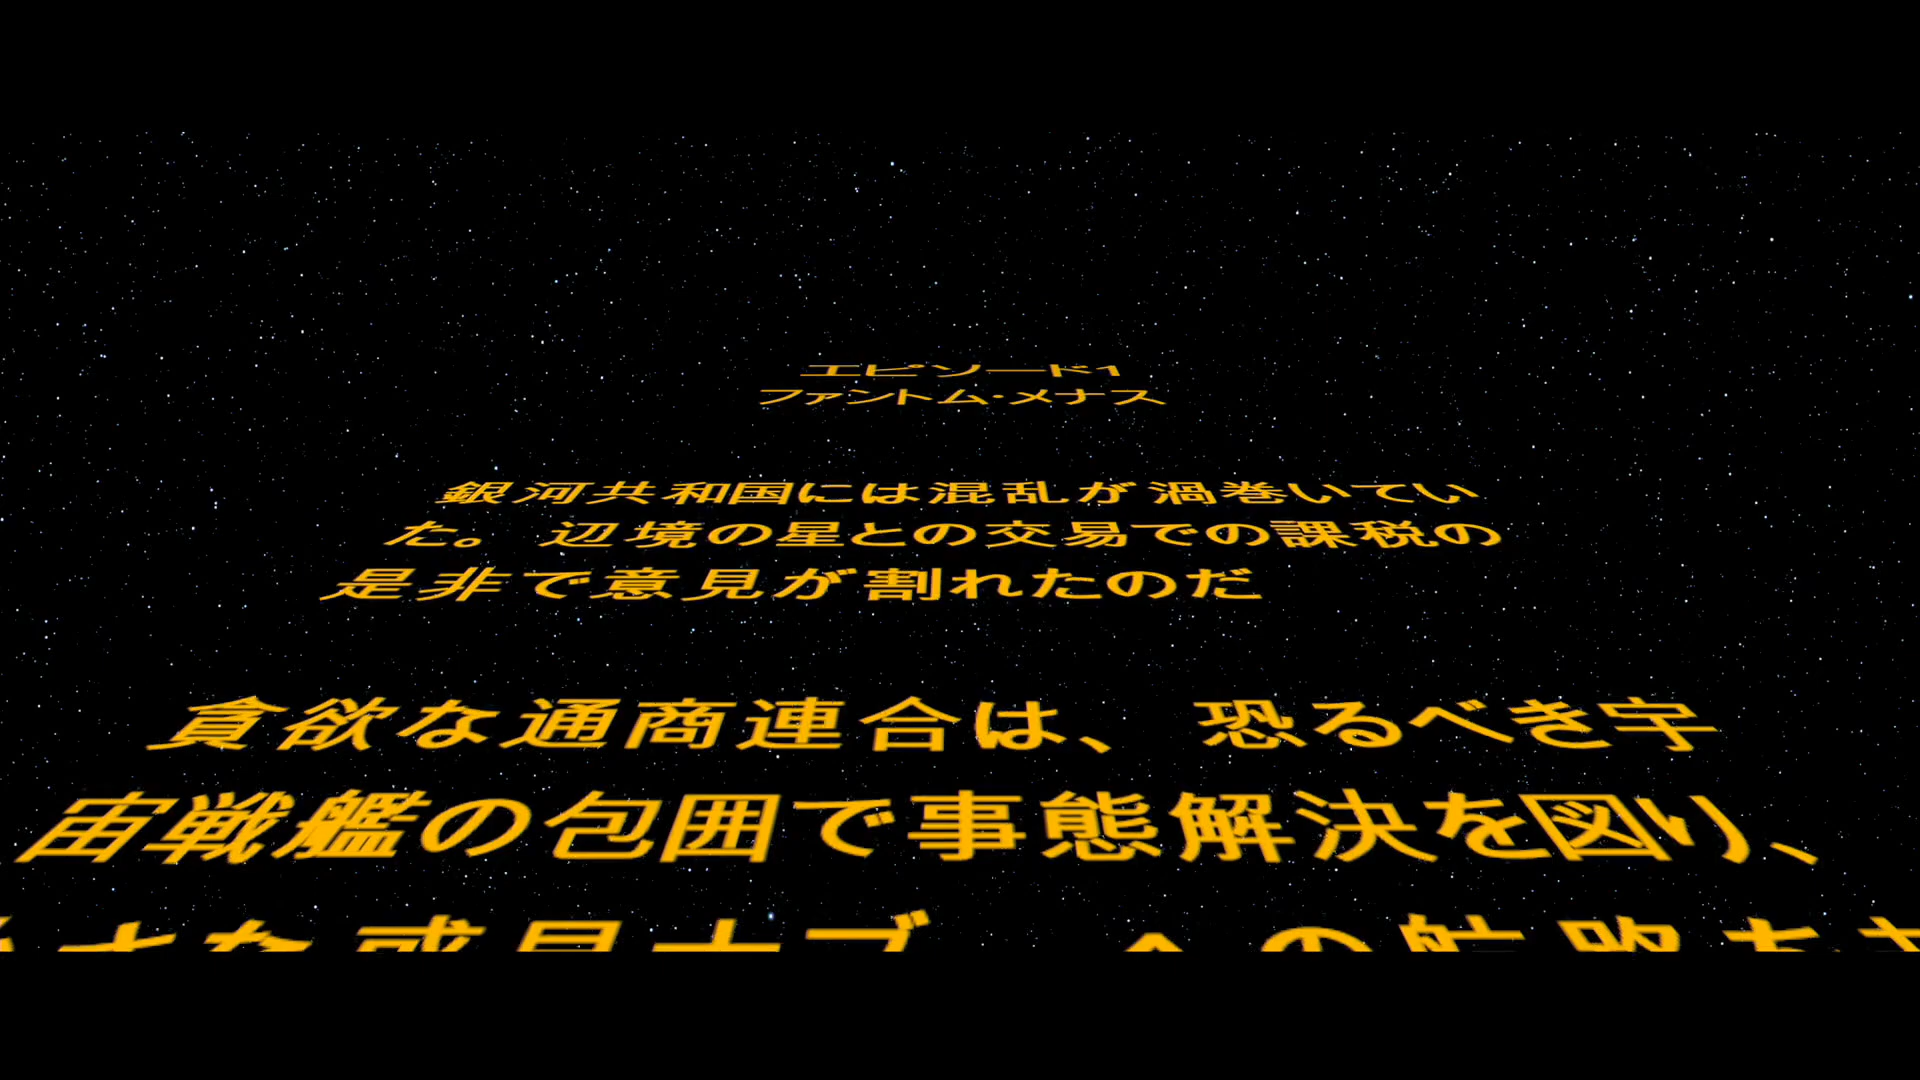 エピソード1
ファントム・メナス
銀河共和国には混乱が渦巻いてい
た。 辺境の星との交易での課税の
是非で意見が割れたのだ
貪欲な通商連合は、 恐るべき宇
宙戦艦の包囲で事態解決を図り、